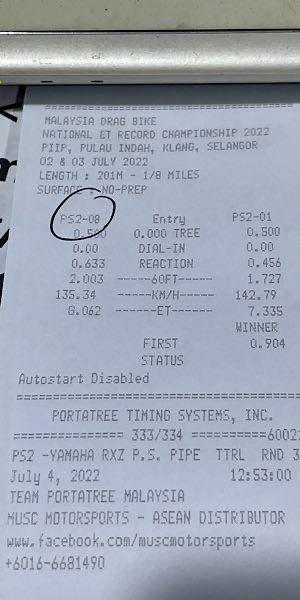 MALAYSIA DRAG BIKE
NATIONAL ET RECORD CHAMPIONSHIP 2022
PIIP, PULAU INDAH, KLANG, SELANGOR
02 & 03 JULY 2022
LENGTH : 201M - 1/8 MILES
SURFACE - NO-PREP
PS2-08 Entry PS2-01
0.500 0.000 TREE 0.500
0.00 DIAL-IN 0.00
0.633 REACTION 0.456
2.003 ------60FT----- 1.727
135.34 -----KM/H------ 142.79
8.062 ------ET------ 7.335
WINNER
FIRST 0.904
STATUS
Autostart Disabled
PORTATREE TIMING SYSTEMS, INC.
============== 333/334 ==========6002
PS2 -YAMAHA RXZ P.S. PIPE TTRL RND 3
July 4, 2022 12:53:00
TEAM PORTATREE MALAYSIA
MUSC MOTORSPORTS - ASEAN DISTRIBUTOR
www.facebook.com/muscmotorsports
+6016-6681490